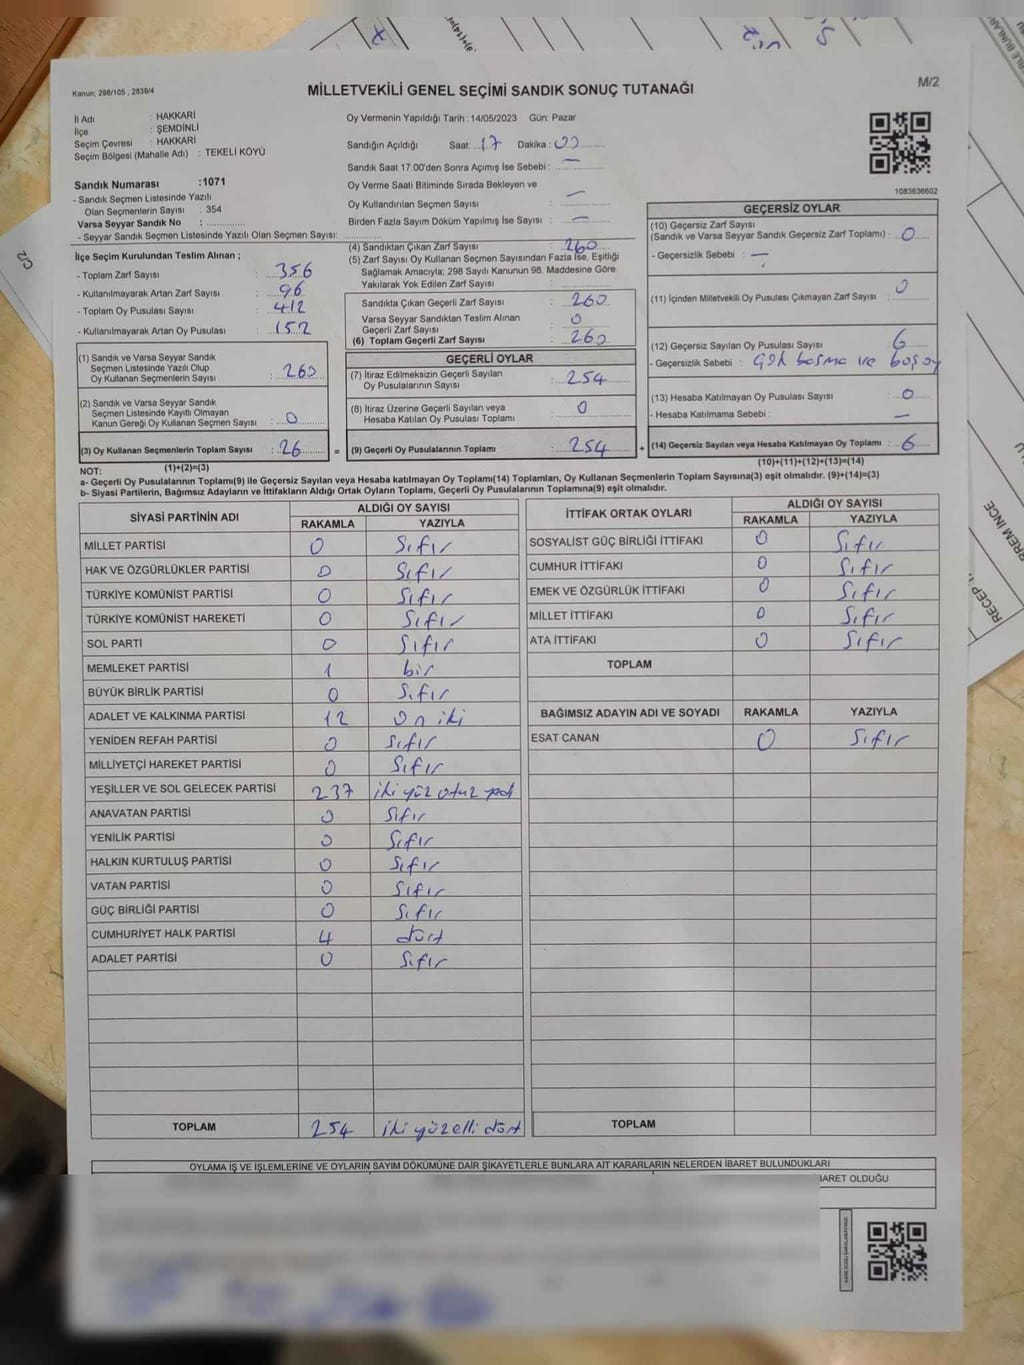 Kanun; 298/105 , 2839/4
MİLLETVEKİLİ GENEL SEÇİMİ SANDIK SONUÇ TUTANAĞI
M/2
İl Adı : HAKKARİ
İlçe : ŞEMDİNLİ
Seçim Çevresi : HAKKARİ
Seçim Bölgesi (Mahalle Adı) : TEKELİ KÖYÜ
Oy Vermenin Yapıldığı Tarih :14/05/2023 Gün: Pazar
Sandığın Açıldığı Saat: 17 Dakika: 00
Sandık Saat 17:00'den Sonra Açımış İse Sebebi : —
Oy Verme Saati Bitiminde Sırada Bekleyen ve
Oy Kullandırılan Seçmen Sayısı : —
Birden Fazla Sayım Döküm Yapılmış İse Sayısı : —
1083636602
Sandık Numarası :1071
- Sandık Seçmen Listesinde Yazılı
Olan Seçmenlerin Sayısı : 354
Varsa Seyyar Sandık No :
- Seyyar Sandık Seçmen Listesinde Yazılı Olan Seçmen Sayısı:
İlçe Seçim Kurulundan Teslim Alınan ;
- Toplam Zarf Sayısı : 356
- Kullanılmayarak Artan Zarf Sayısı : 96
- Toplam Oy Pusulası Sayısı : 412
- Kullanılmayarak Artan Oy Pusulası : 152
(1) Sandık ve Varsa Seyyar Sandık
Seçmen Listesinde Yazılı Olup
Oy Kullanan Seçmenlerin Sayısı : 260
(2) Sandık ve Varsa Seyyar Sandık
Seçmen Listesinde Kayıtlı Olmayan
Kanun Gereği Oy Kullanan Seçmen Sayısı : 0
(3) Oy Kullanan Seçmenlerin Toplam Sayısı : 26
(1)+(2)=(3)
(4) Sandıktan Çıkan Zarf Sayısı : 260
(5) Zarf Sayısı Oy Kullanan Seçmen Sayısından Fazla İse, Eşitliği
Sağlamak Amacıyla; 298 Sayılı Kanunun 98. Maddesine Göre
Yakılarak Yok Edilen Zarf Sayısı :
Sandıkta Çıkan Geçerli Zarf Sayısı : 260
Varsa Seyyar Sandıktan Teslim Alınan
Geçerli Zarf Sayısı : 0
(6) Toplam Geçerli Zarf Sayısı : 260
GEÇERLİ OYLAR
(7) İtiraz Edilmeksizin Geçerli Sayılan
Oy Pusulalarının Sayısı : 254
(8) İtiraz Üzerine Geçerli Sayılan veya
Hesaba Katılan Oy Pusulaları Toplamı : 0
= (9) Geçerli Oy Pusulalarının Toplamı : 254 +
GEÇERSİZ OYLAR
(10) Geçersiz Zarf Sayısı
(Sandık ve Varsa Seyyar Sandık Geçersiz Zarf Toplamı) : 0
- Geçersizlik Sebebi : —
(11) İçinden Milletvekili Oy Pusulası Çıkmayan Zarf Sayısı : 0
(12) Geçersiz Sayılan Oy Pusulası Sayısı : 6
- Geçersizlik Sebebi : çok basma ve boş oy
(13) Hesaba Katılmayan Oy Pusulası Sayısı : 0
- Hesaba Katılmama Sebebi : —
(14) Geçersiz Sayılan veya Hesaba Katılmayan Oy Toplamı : 6
(10)+(11)+(12)+(13)=(14)
NOT:
a- Geçerli Oy Pusulalarının Toplamı(9) ile Geçersiz Sayılan veya Hesaba katılmayan Oy Toplamı(14) Toplamları, Oy Kullanan Seçmenlerin Toplam Sayısına(3) eşit olmalıdır. (9)+(14)=(3)
b- Siyasi Partilerin, Bağımsız Adayların ve İttifakların Aldığı Ortak Oyların Toplamı, Geçerli Oy Pusulalarının Toplamına(9) eşit olmalıdır.
SİYASİ PARTİNİN ADI ALDIĞI OY SAYISI
RAKAMLA YAZIYLA
MİLLET PARTİSİ 0 Sıfır
HAK VE ÖZGÜRLÜKLER PARTİSİ 0 Sıfır
TÜRKİYE KOMÜNİST PARTİSİ 0 Sıfır
TÜRKİYE KOMÜNİST HAREKETİ 0 Sıfır
SOL PARTİ 0 Sıfır
MEMLEKET PARTİSİ 1 bir
BÜYÜK BİRLİK PARTİSİ 0 Sıfır
ADALET VE KALKINMA PARTİSİ 12 on iki
YENİDEN REFAH PARTİSİ 0 Sıfır
MİLLİYETÇİ HAREKET PARTİSİ 0 Sıfır
YEŞİLLER VE SOL GELECEK PARTİSİ 237 iki yüz otuz yedi
ANAVATAN PARTİSİ 0 Sıfır
YENİLİK PARTİSİ 0 Sıfır
HALKIN KURTULUŞ PARTİSİ 0 Sıfır
VATAN PARTİSİ 0 Sıfır
GÜÇ BİRLİĞİ PARTİSİ 0 Sıfır
CUMHURİYET HALK PARTİSİ 4 dört
ADALET PARTİSİ 0 Sıfır
TOPLAM 254 iki yüz elli dört
İTTİFAK ORTAK OYLARI ALDIĞI OY SAYISI
RAKAMLA YAZIYLA
SOSYALİST GÜÇ BİRLİĞİ İTTİFAKI 0 Sıfır
CUMHUR İTTİFAKI 0 Sıfır
EMEK VE ÖZGÜRLÜK İTTİFAKI 0 Sıfır
MİLLET İTTİFAKI 0 Sıfır
ATA İTTİFAKI 0 Sıfır
TOPLAM
BAĞIMSIZ ADAYIN ADI VE SOYADI RAKAMLA YAZIYLA
ESAT CANAN 0 Sıfır
TOPLAM
OYLAMA İŞ VE İŞLEMLERİNE VE OYLARIN SAYIM DÖKÜMÜNE DAİR ŞİKAYETLERLE BUNLARA AİT KARARLARIN NELERDEN İBARET BULUNDUKLARI
BARET OLDUĞU
C/2
REM İNCE
RECEP